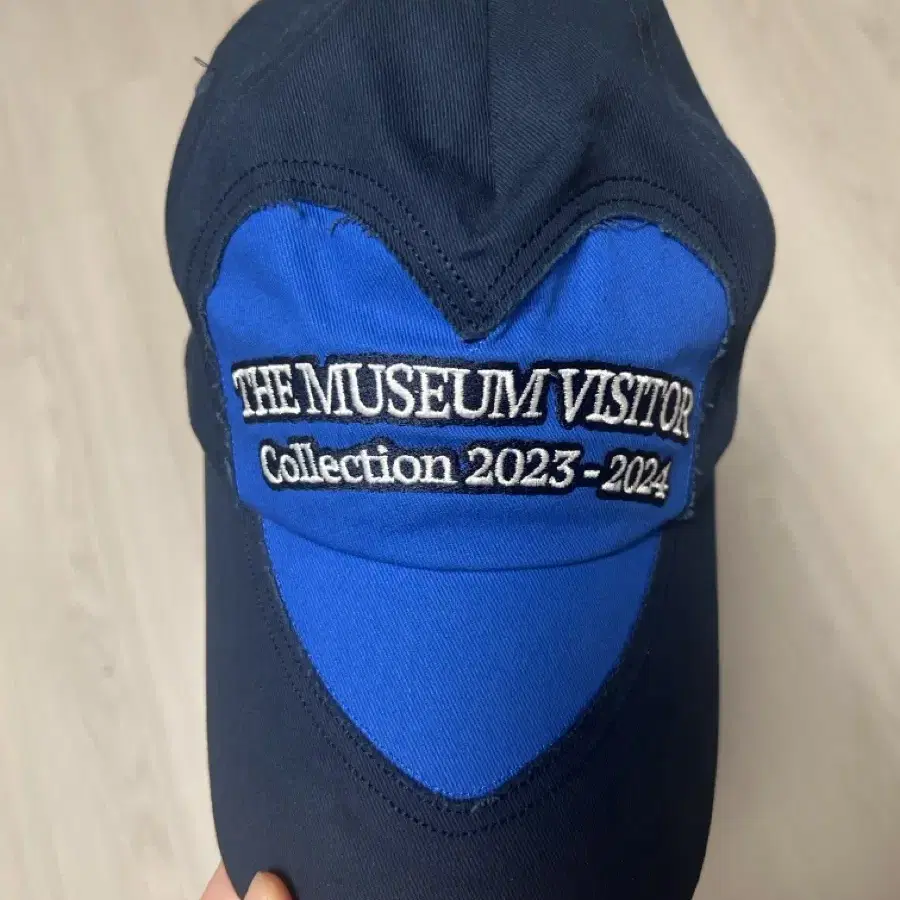 THE MUSEUM VISITOR
Collection 2023 - 2024